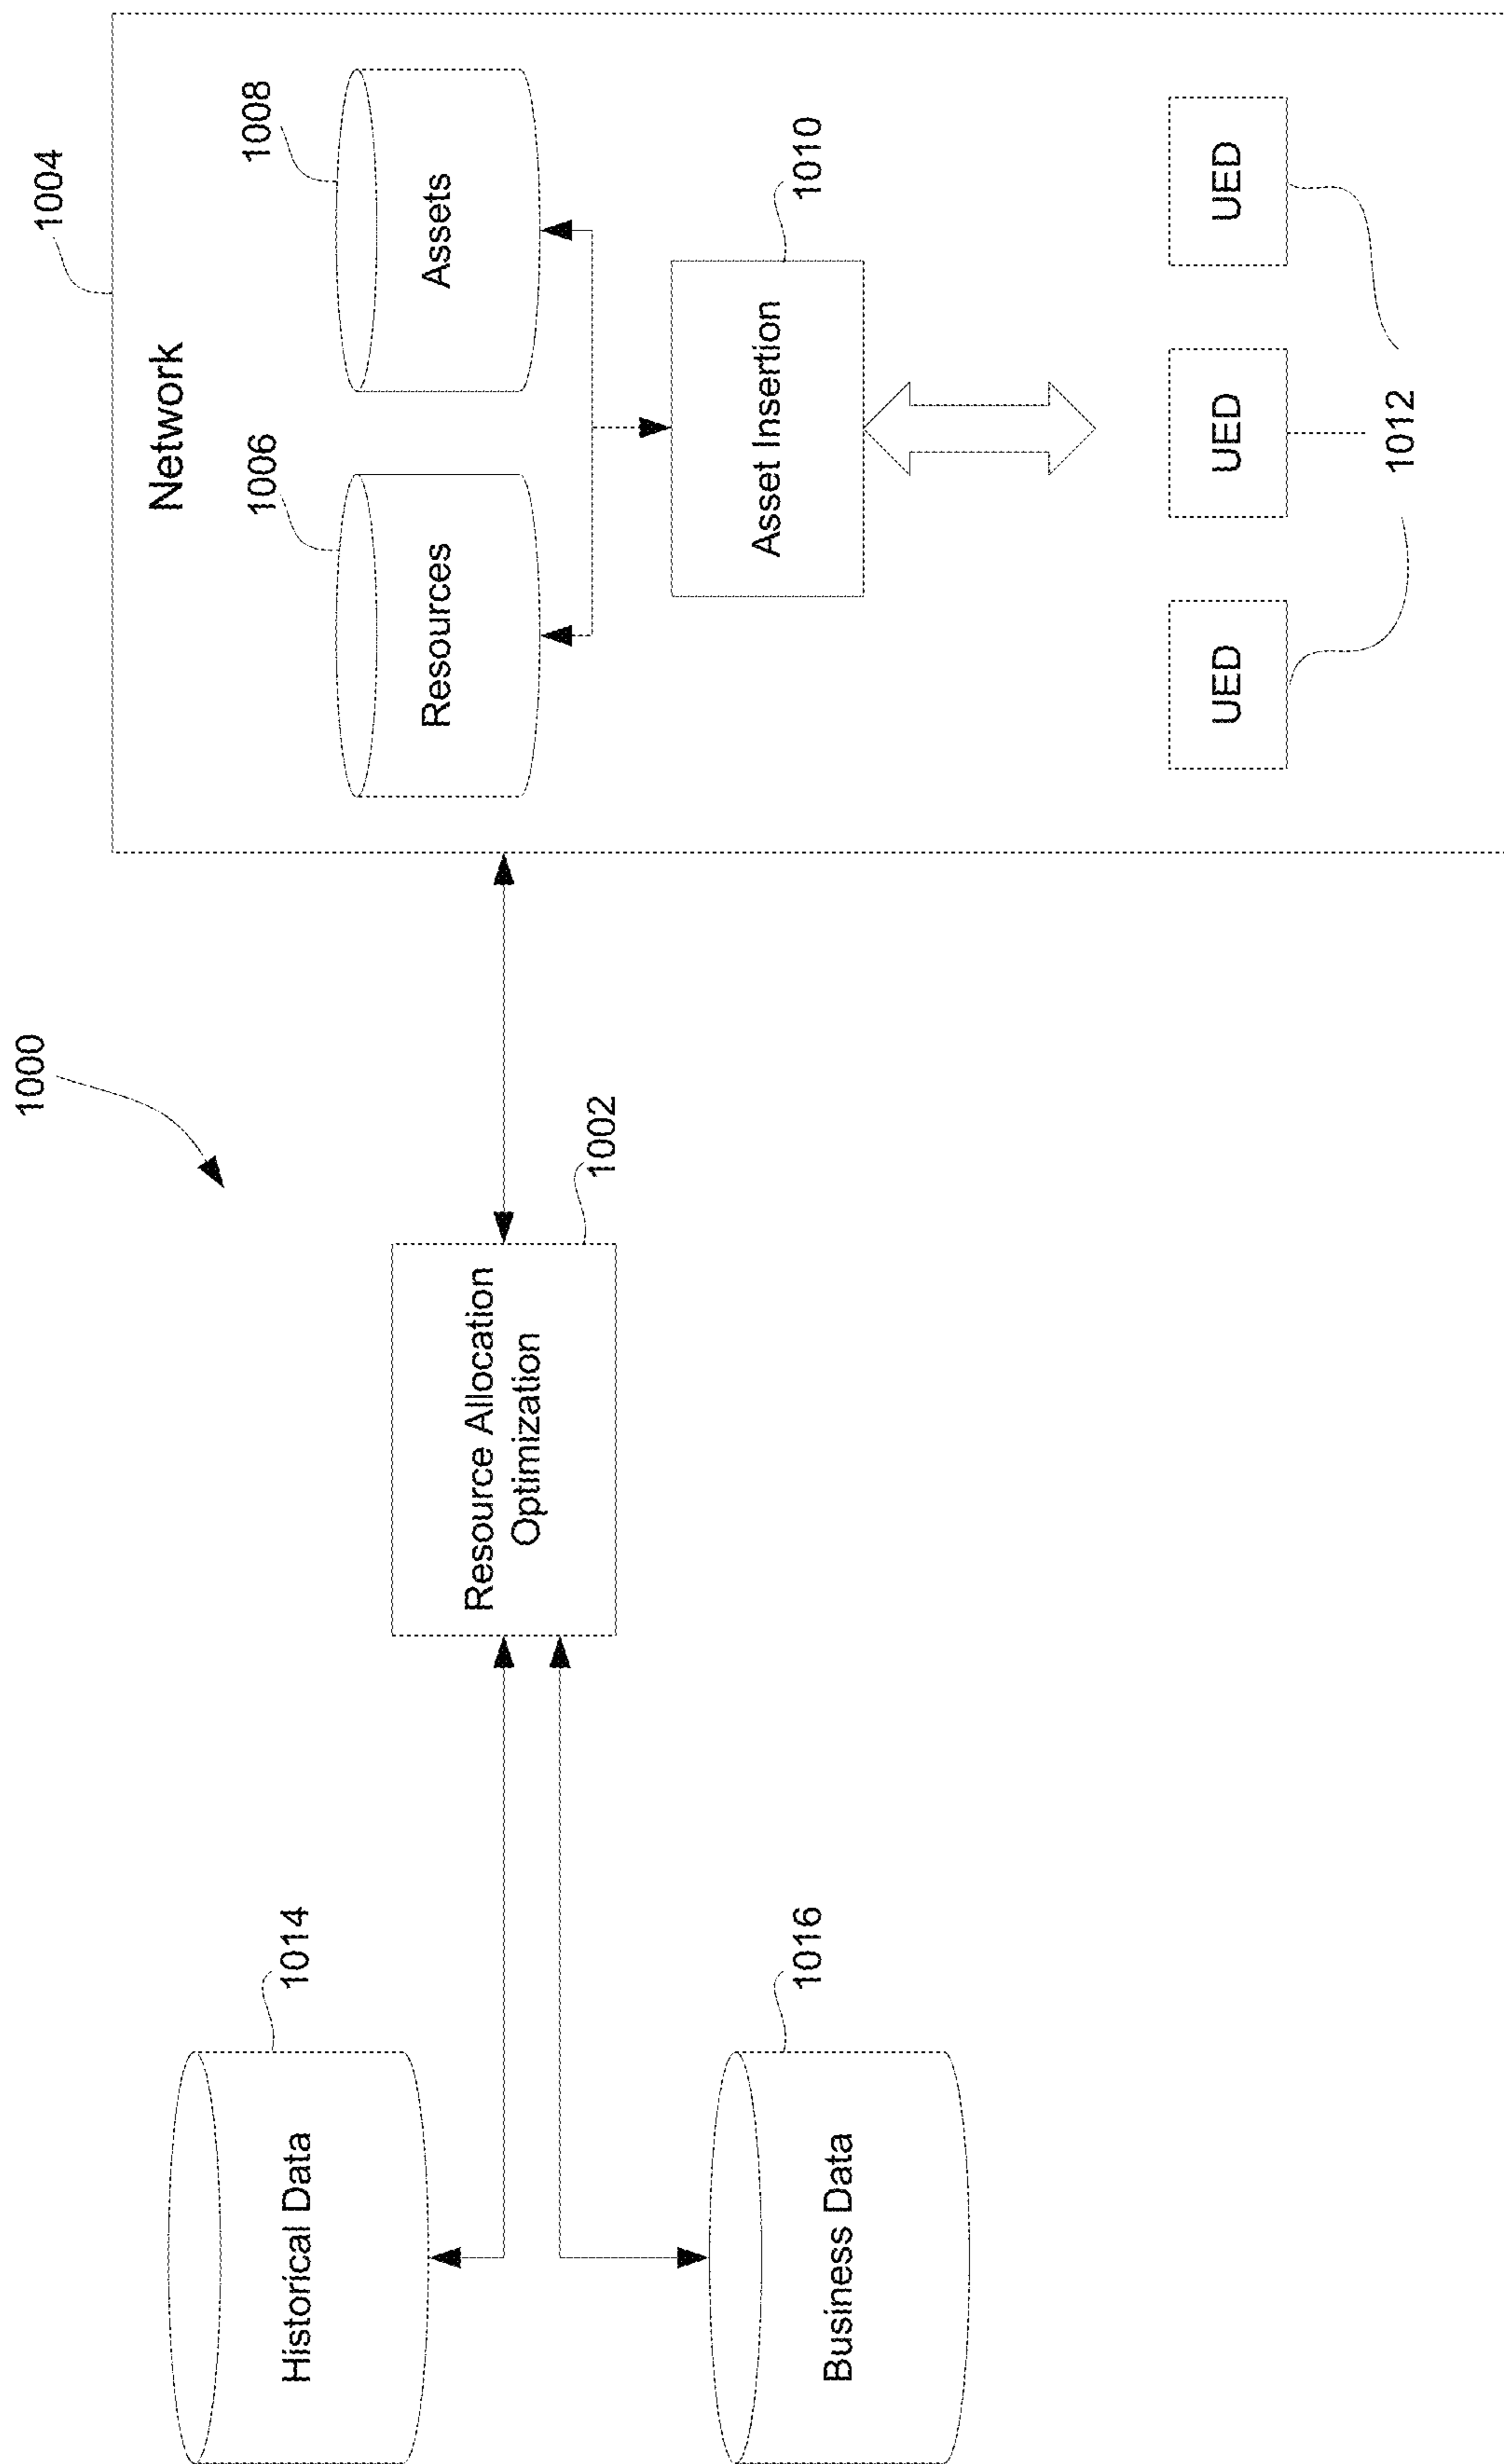 1000
1004
Network
1006
1008
Resources
Assets
1014
Historical Data
Resource Allocation
Optimization
1002
1010
Asset Insertion
1016
Business Data
UED
UED
UED
1012